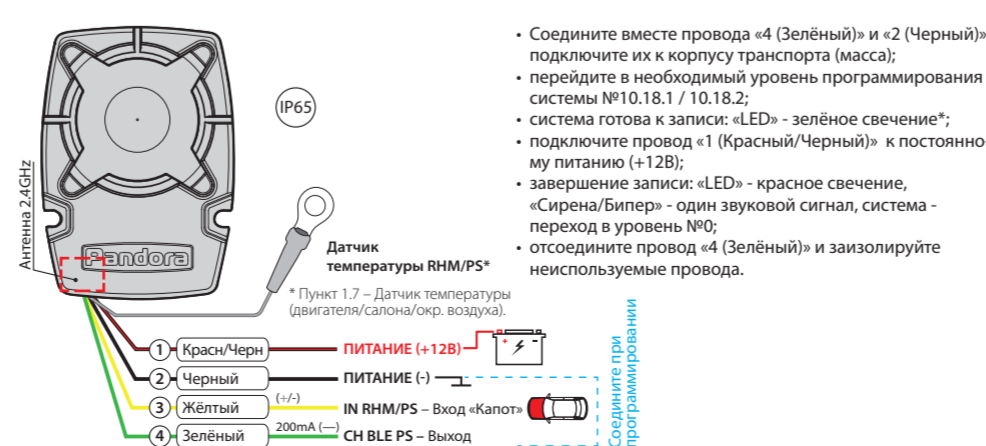 • Соедините вместе провода «4 (Зелёный)» и «2 (Черный)»
подключите их к корпусу транспорта (масса);
• перейдите в необходимый уровень программирования
системы №10.18.1 / 10.18.2;
• система готова к записи: «LED» - зелёное свечение*;
• подключите провод «1 (Красный/Черный)» к постоянно-
му питанию (+12В);
• завершение записи: «LED» - красное свечение,
«Сирена/Бипер» - один звуковой сигнал, система -
переход в уровень №0;
• отсоедините провод «4 (Зелёный)» и заизолируйте
неиспользуемые провода.
IP65
Антенна 2.4GHz
Pandora
Датчик
температуры RHM/PS*
* Пункт 1.7 – Датчик температуры
(двигателя/салона/окр. воздуха).
1 Красн/Черн ПИТАНИЕ (+12В) + -
2 Черный ПИТАНИЕ (-)
3 Жёлтый (+/-) IN RHM/PS – Вход «Капот»
4 Зелёный 200mA (—) CH BLE PS – Выход
Соедините при
программировании